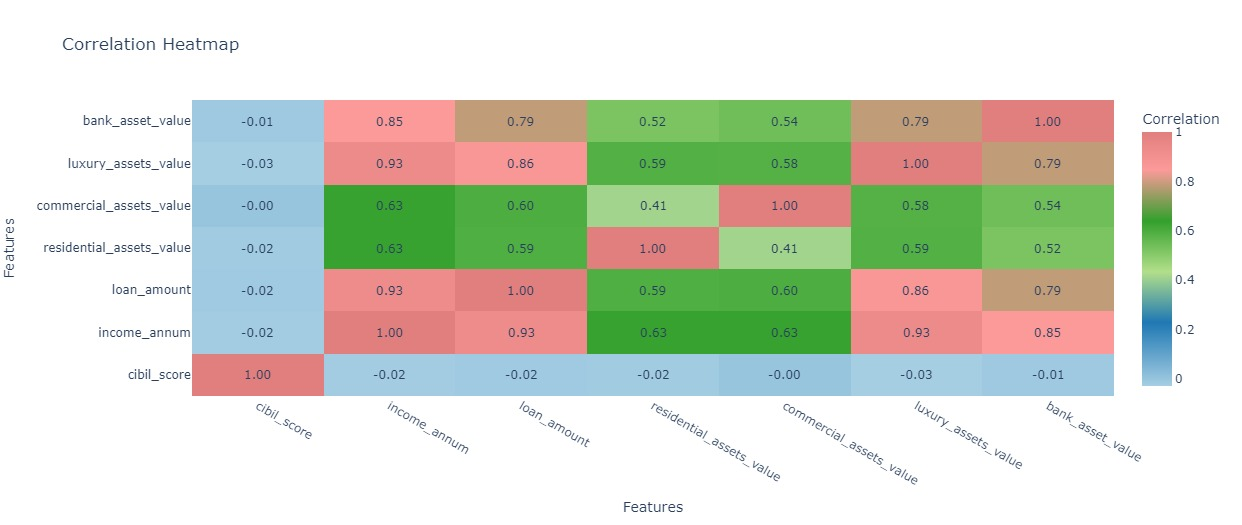 Correlation Heatmap
Correlation
Features
bank_asset_value -0.01 0.85 0.79 0.52 0.54 0.79 1.00
luxury_assets_value -0.03 0.93 0.86 0.59 0.58 1.00 0.79
commercial_assets_value -0.00 0.63 0.60 0.41 1.00 0.58 0.54
residential_assets_value -0.02 0.63 0.59 1.00 0.41 0.59 0.52
loan_amount -0.02 0.93 1.00 0.59 0.60 0.86 0.79
income_annum -0.02 1.00 0.93 0.63 0.63 0.93 0.85
cibil_score 1.00 -0.02 -0.02 -0.02 -0.00 -0.03 -0.01
cibil_score income_annum loan_amount residential_assets_value commercial_assets_value luxury_assets_value bank_asset_value
Features
1
0.8
0.6
0.4
0.2
0